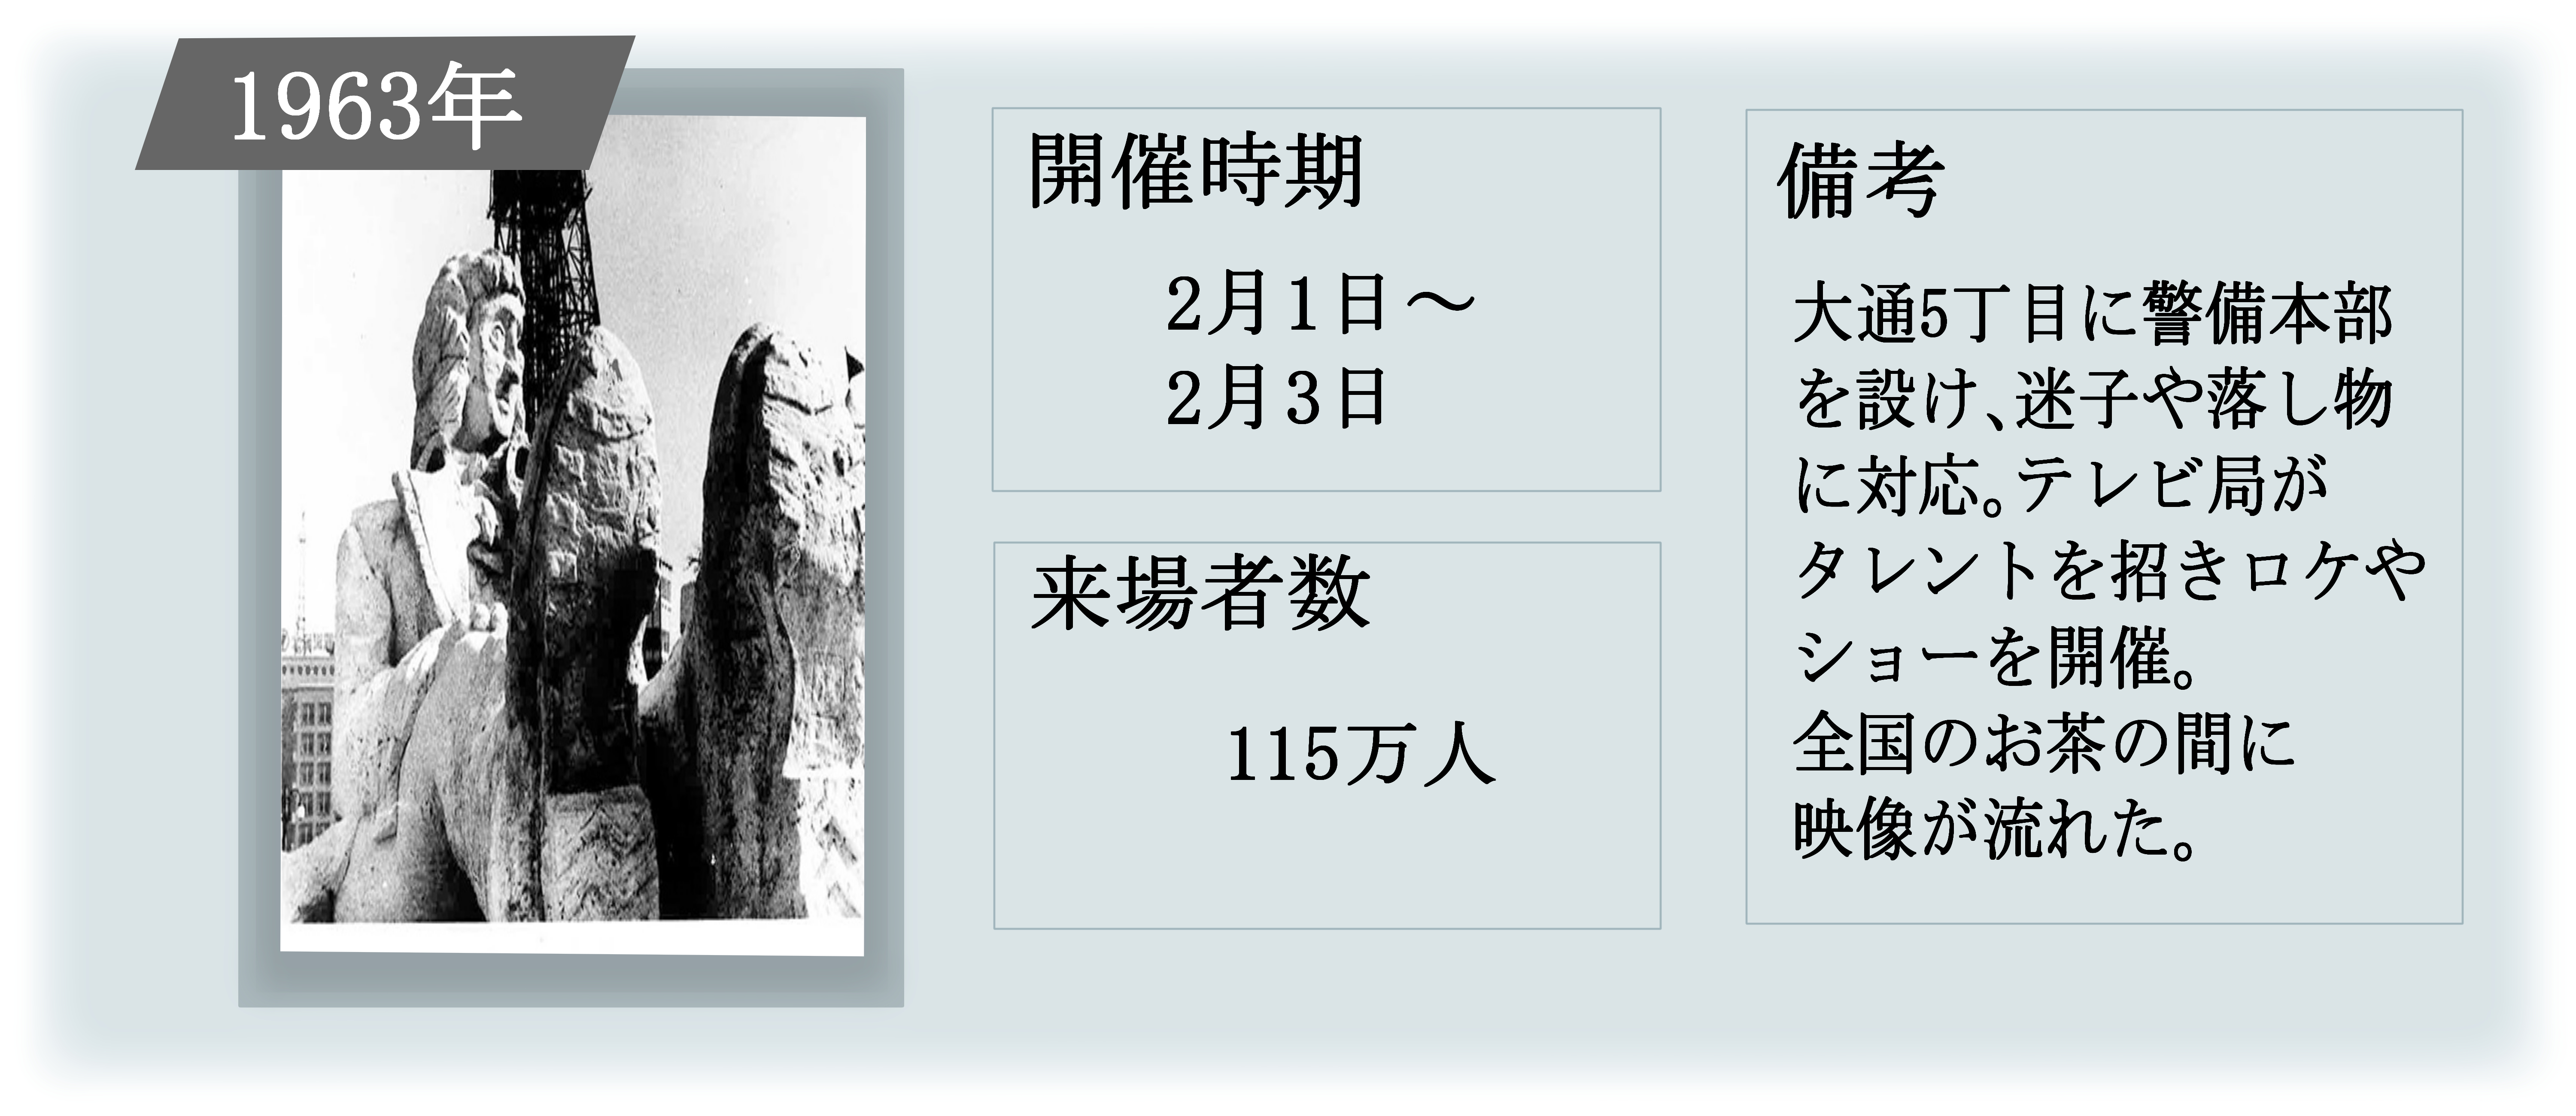 1963年
開催時期
2月1日～
2月3日
来場者数
115万人
備考
大通5丁目に警備本部
を設け、迷子や落し物
に対応。テレビ局が
タレントを招きロケや
ショーを開催。
全国のお茶の間に
映像が流れた。